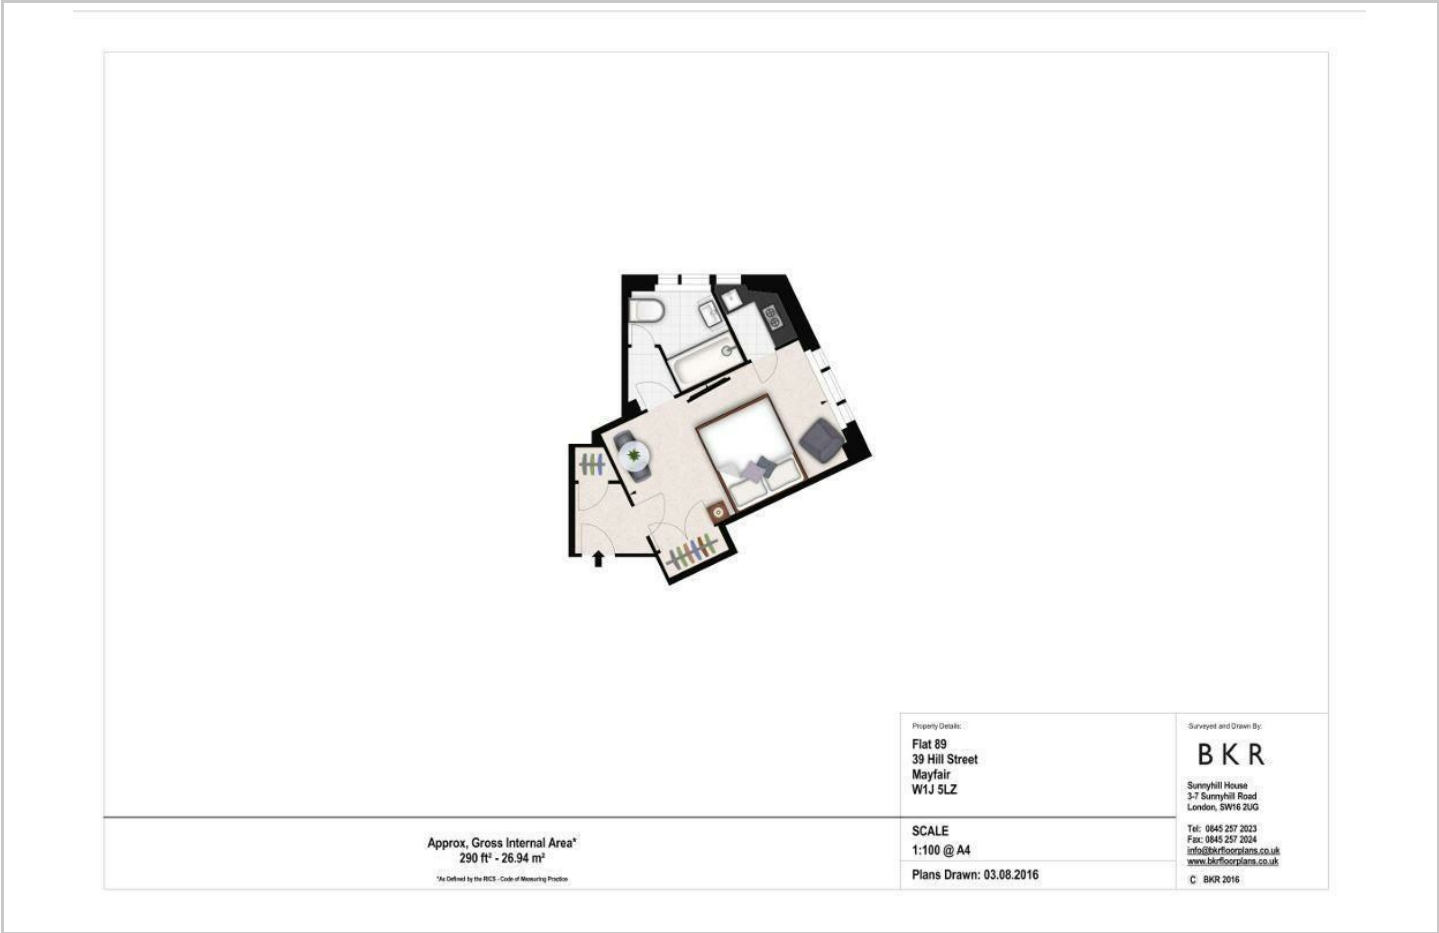 Property Details:
Flat 89
39 Hill Street
Mayfair
W1J 5LZ
Surveyed and Drawn By:
BKR
Sunnyhill House
3-7 Sunnyhill Road
London, SW16 2UG
Tel: 0845 257 2023
Fax: 0845 257 2024
info@bkrfloorplans.co.uk
www.bkrfloorplans.co.uk
C BKR 2016
Approx, Gross Internal Area*
290 ft² - 26.94 m²
*As Defined by the RICS - Code of Measuring Practice
SCALE
1:100 @ A4
Plans Drawn: 03.08.2016